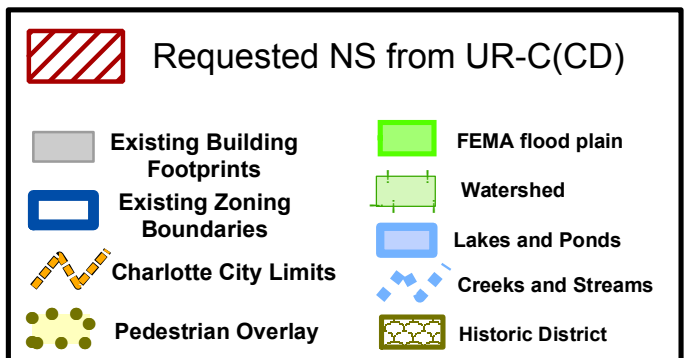 Requested NS from UR-C(CD)
Existing Building
Footprints
Existing Zoning
Boundaries
Charlotte City Limits
Pedestrian Overlay
FEMA flood plain
Watershed
Lakes and Ponds
Creeks and Streams
Historic District